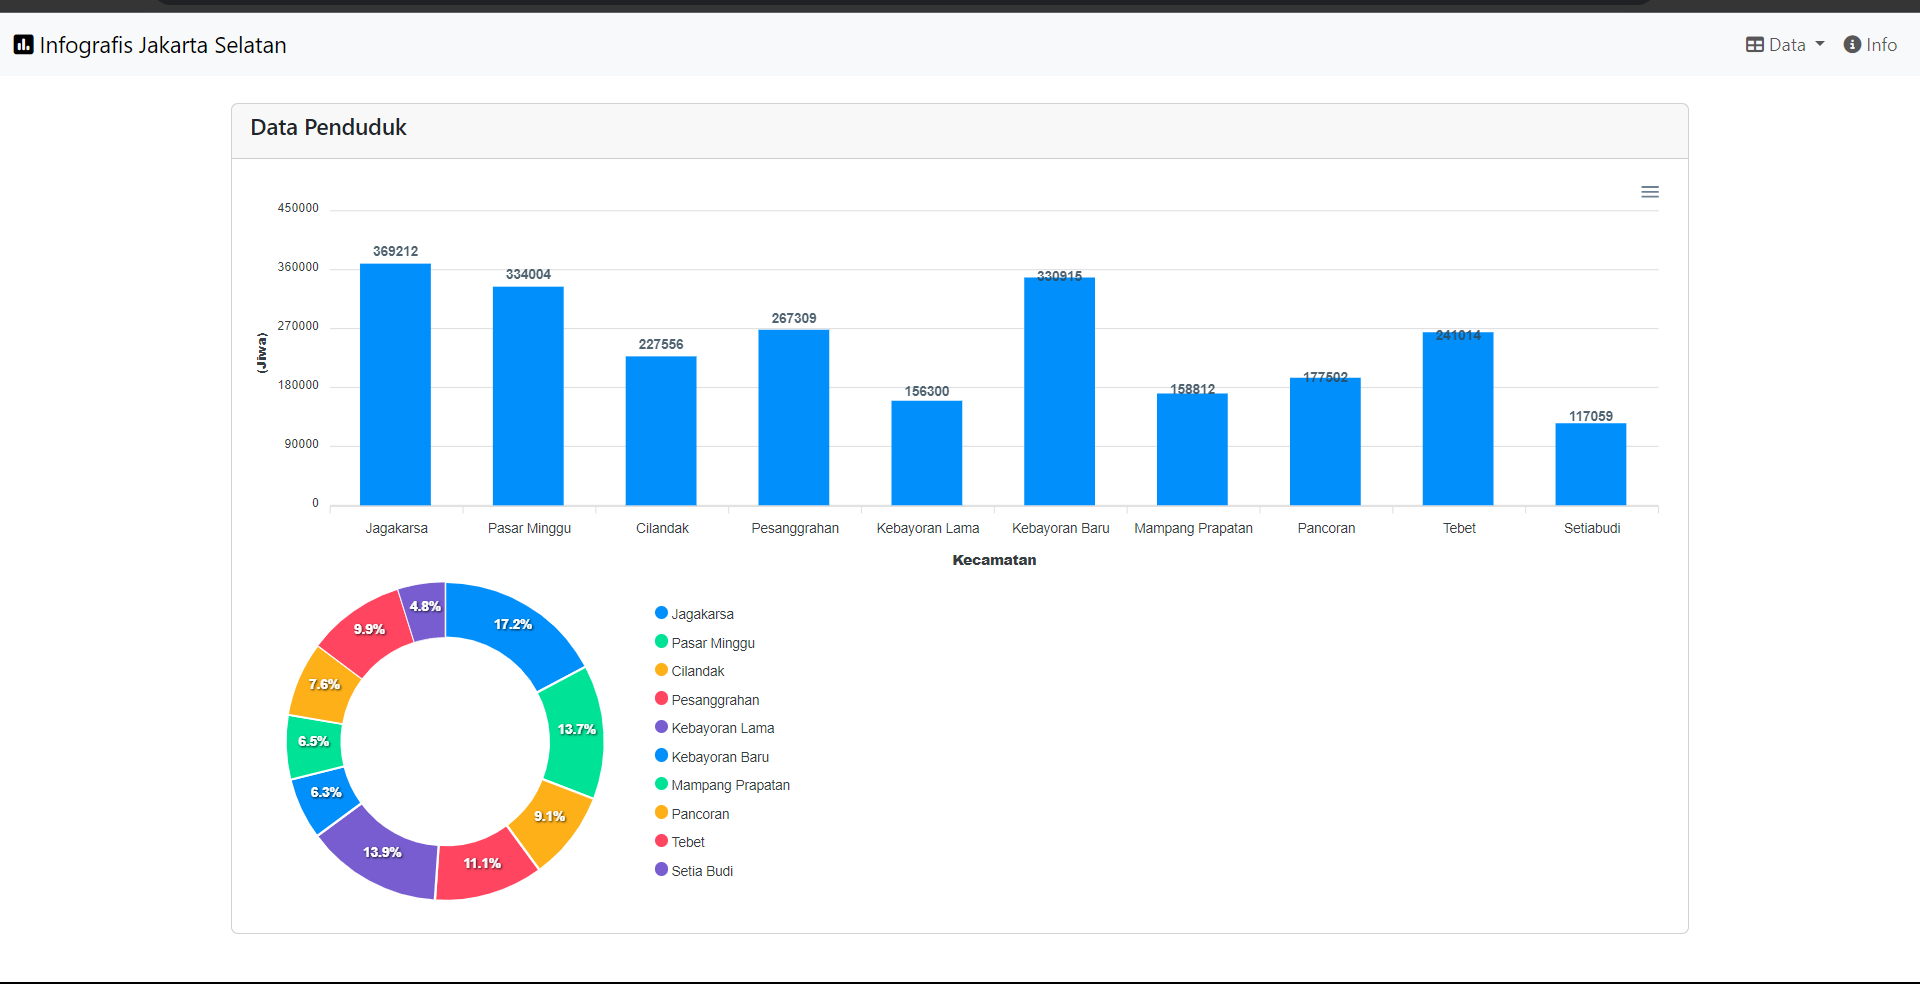 Infografis Jakarta Selatan
Data
Info
Data Penduduk
450000
360000
270000
180000
90000
0
(Jiwa)
369212
334004
227556
267309
156300
330915
158812
177502
241014
117059
Jagakarsa
Pasar Minggu
Cilandak
Pesanggrahan
Kebayoran Lama
Kebayoran Baru
Mampang Prapatan
Pancoran
Tebet
Setiabudi
Kecamatan
17.2%
13.7%
9.1%
11.1%
13.9%
6.3%
6.5%
7.6%
9.9%
4.8%
Jagakarsa
Pasar Minggu
Cilandak
Pesanggrahan
Kebayoran Lama
Kebayoran Baru
Mampang Prapatan
Pancoran
Tebet
Setia Budi